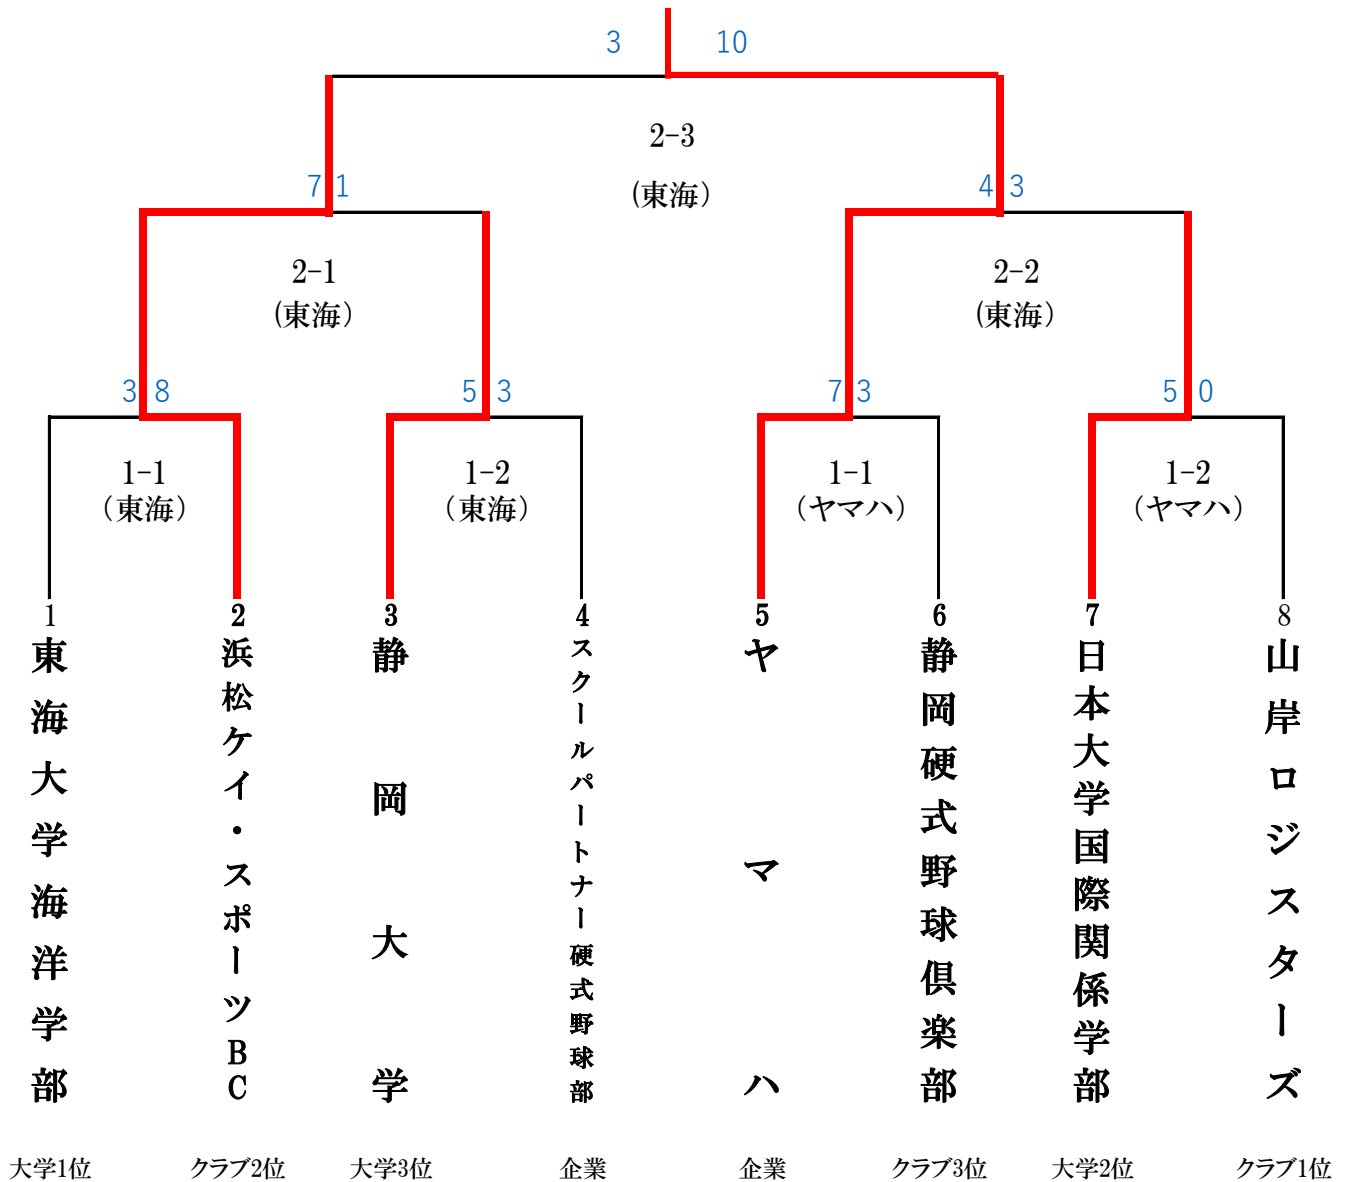 3 10
2-3
(東海)
7 1
4 3
2-1
(東海)
2-2
(東海)
3 8
5 3
7 3
5 0
1-1
(東海)
1-2
(東海)
1-1
(ヤマハ)
1-2
(ヤマハ)
1
東海大学海洋学部
大学1位
2
浜松ケイ・スポーツBC
クラブ2位
3
静岡大学
大学3位
4
スクールパートナー硬式野球部
企業
5
ヤマハ
企業
6
静岡硬式野球倶楽部
クラブ3位
7
日本大学国際関係学部
大学2位
8
山岸ロジスターズ
クラブ1位